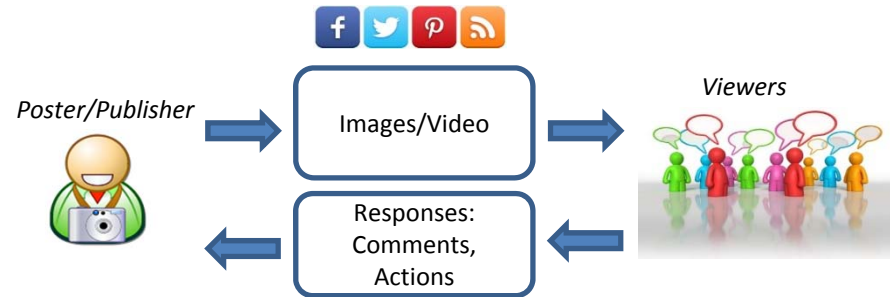 Poster/Publisher
Images/Video
Viewers
Responses:
Comments,
Actions